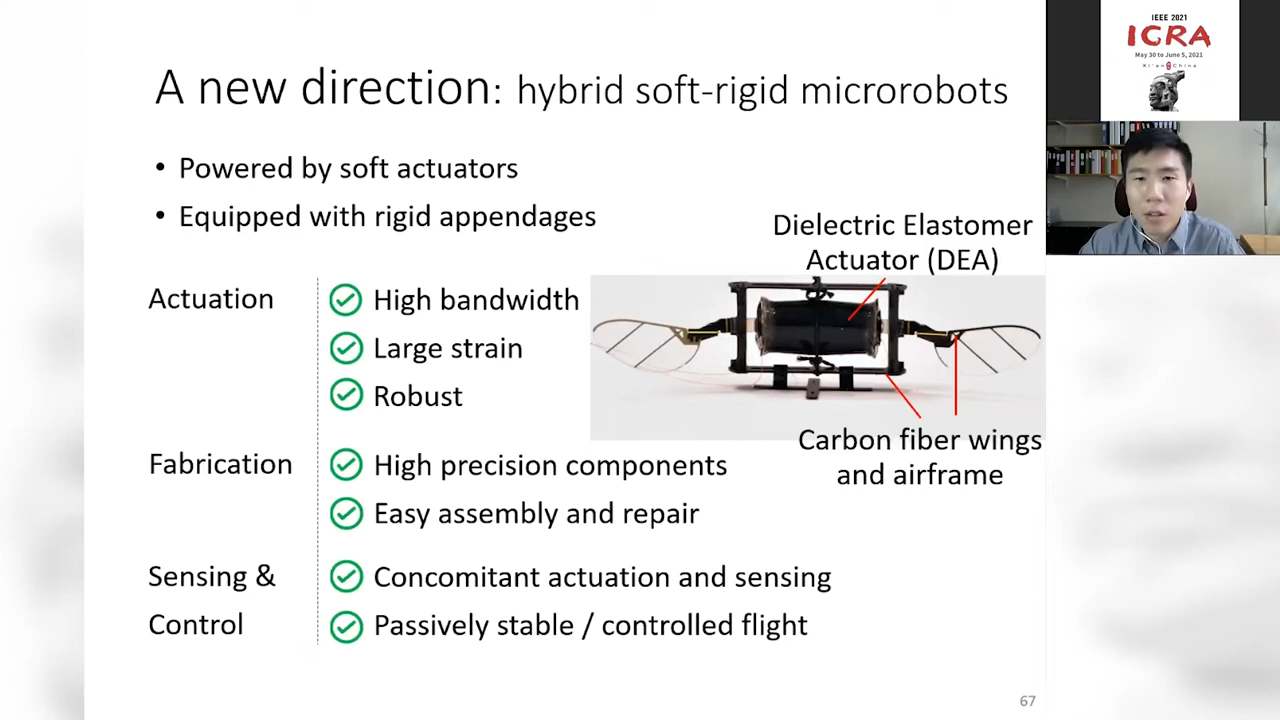 A new direction: hybrid soft-rigid microrobots
• Powered by soft actuators
• Equipped with rigid appendages
Dielectric Elastomer
Actuator (DEA)
Actuation
High bandwidth
Large strain
Robust
Carbon fiber wings
and airframe
Fabrication
High precision components
Easy assembly and repair
Sensing &
Control
Concomitant actuation and sensing
Passively stable / controlled flight
67
IEEE 2021
ICRA
May 30 to June 5, 2021
Xi'an China